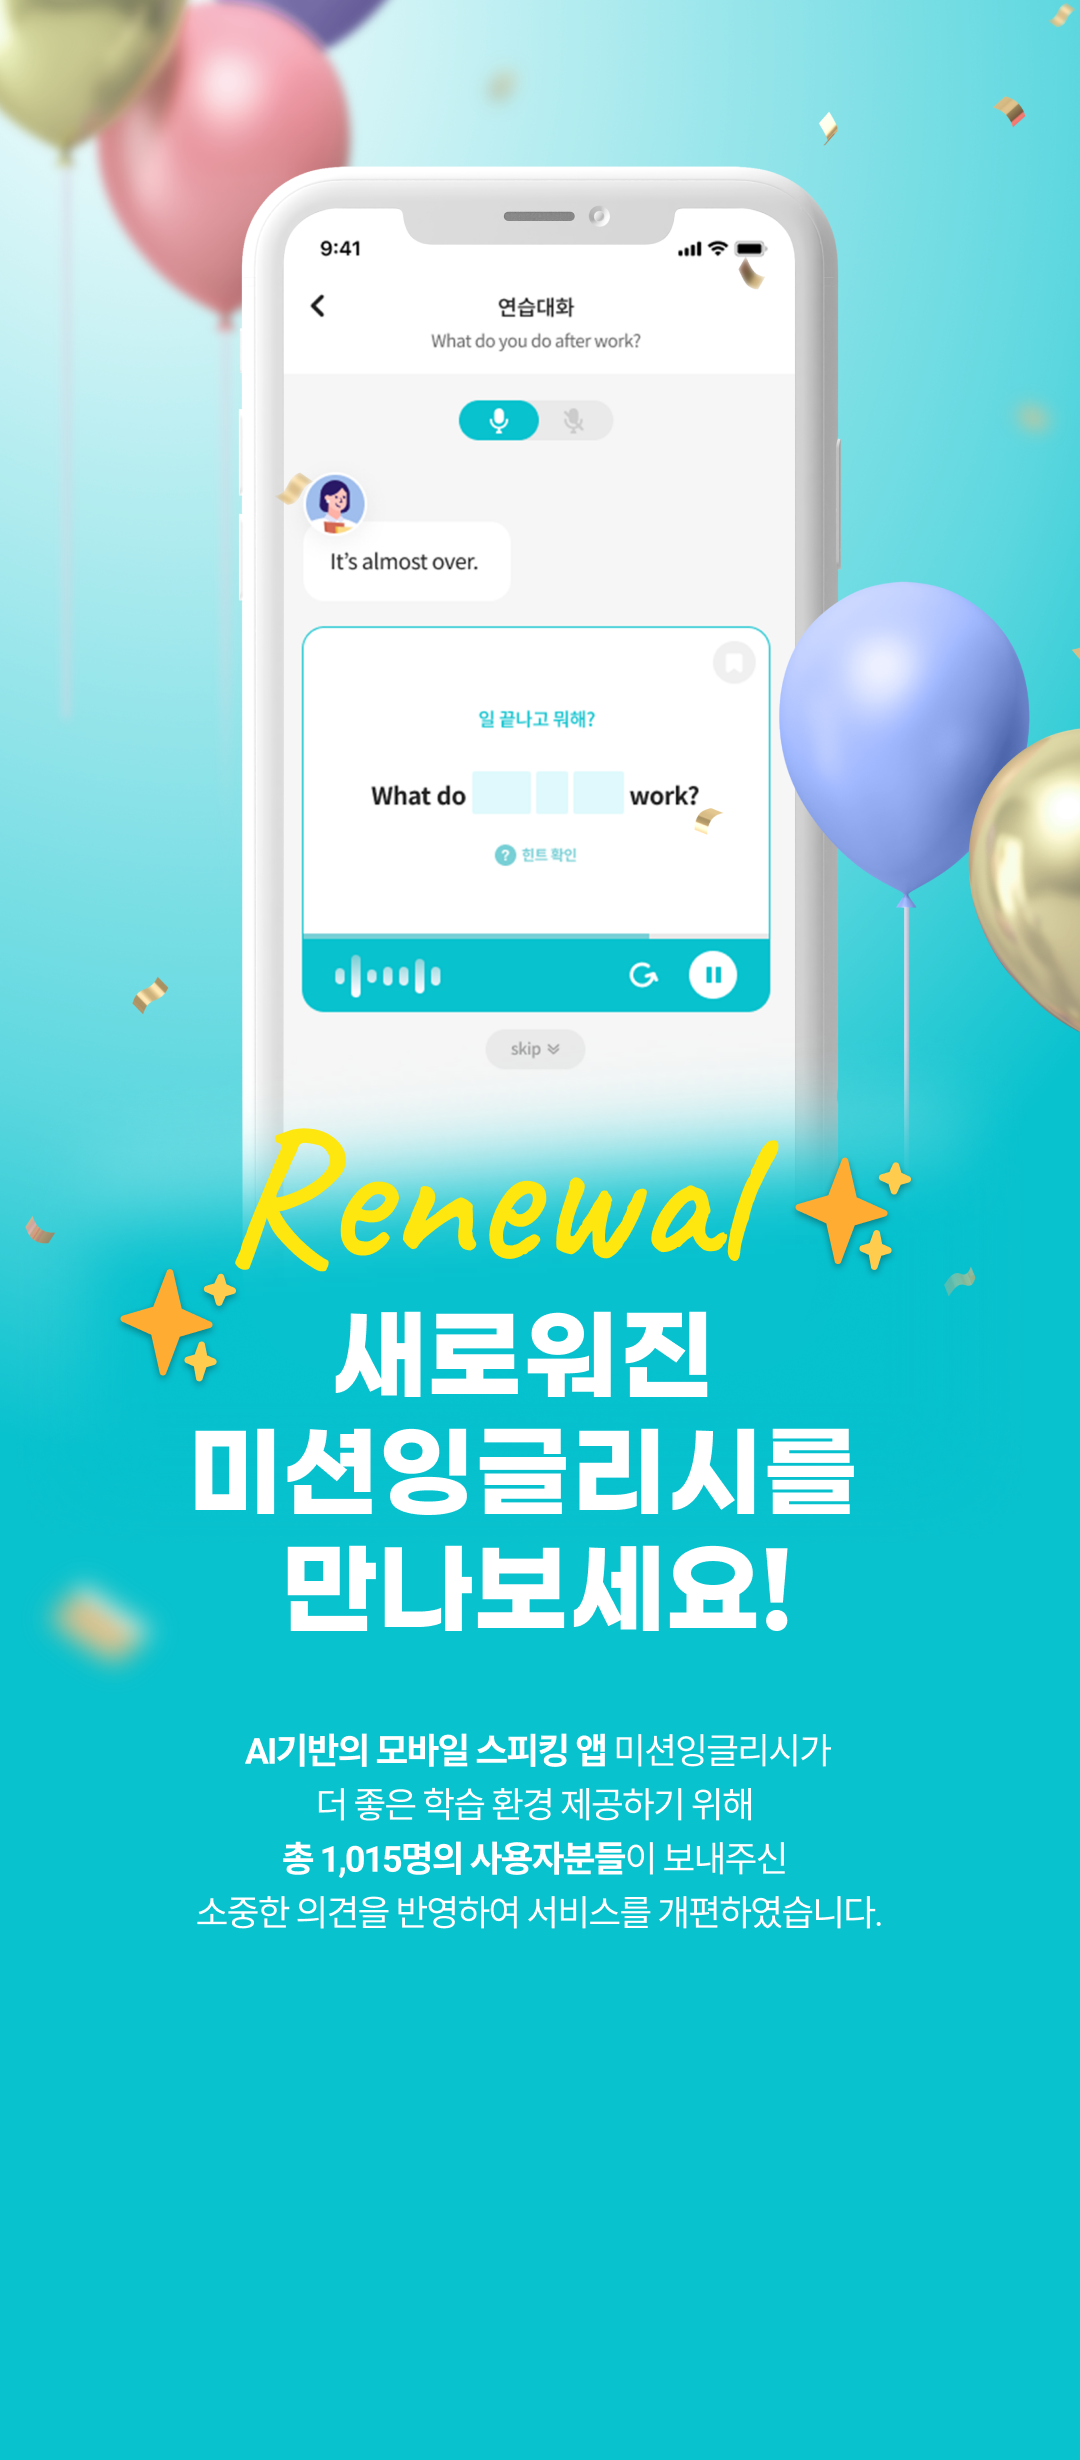 9:41
연습대화
What do you do after work?
It's almost over.
일 끝나고 뭐해?
What do work?
? 힌트 확인
skip
Renewal
새로워진
미션잉글리시를
만나보세요!
AI기반의 모바일 스피킹 앱 미션잉글리시가
더 좋은 학습 환경 제공하기 위해
총 1,015명의 사용자분들이 보내주신
소중한 의견을 반영하여 서비스를 개편하였습니다.